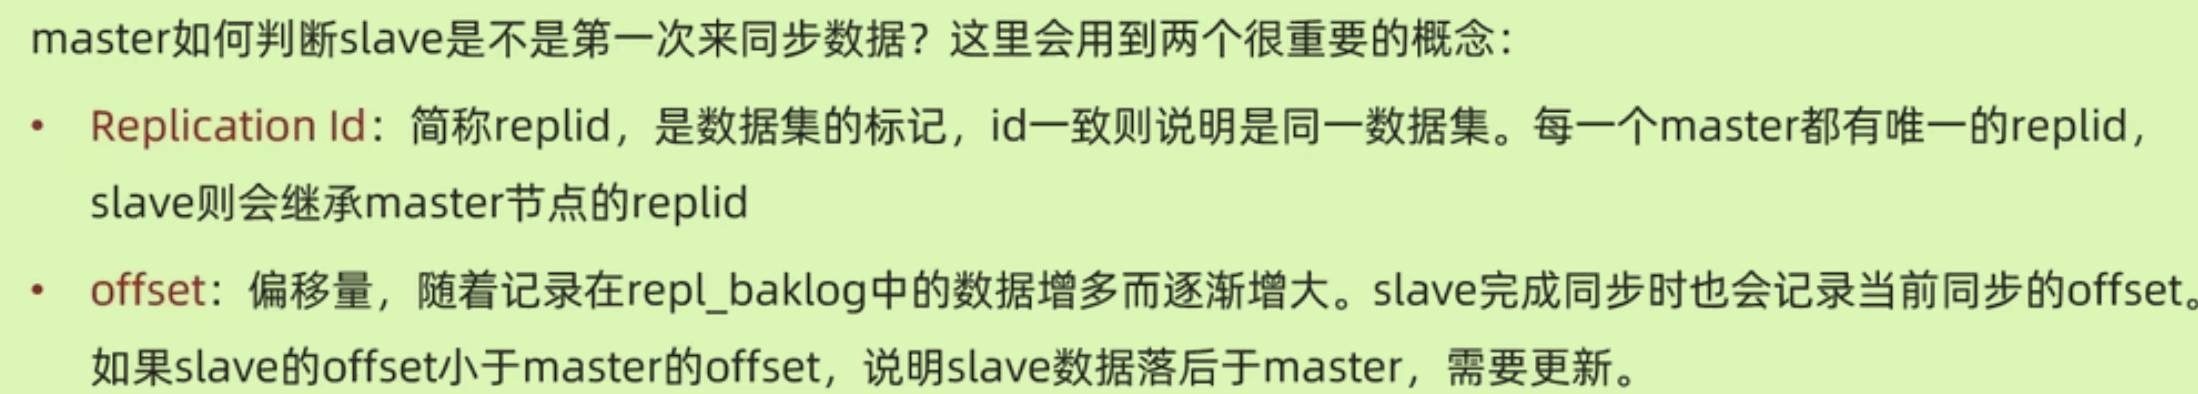 master如何判断slave是不是第一次来同步数据？这里会用到两个很重要的概念：
• Replication Id：简称replid，是数据集的标记，id一致则说明是同一数据集。每一个master都有唯一的replid，
slave则会继承master节点的replid
• offset：偏移量，随着记录在repl_baklog中的数据增多而逐渐增大。slave完成同步时也会记录当前同步的offset。
如果slave的offset小于master的offset，说明slave数据落后于master，需要更新。